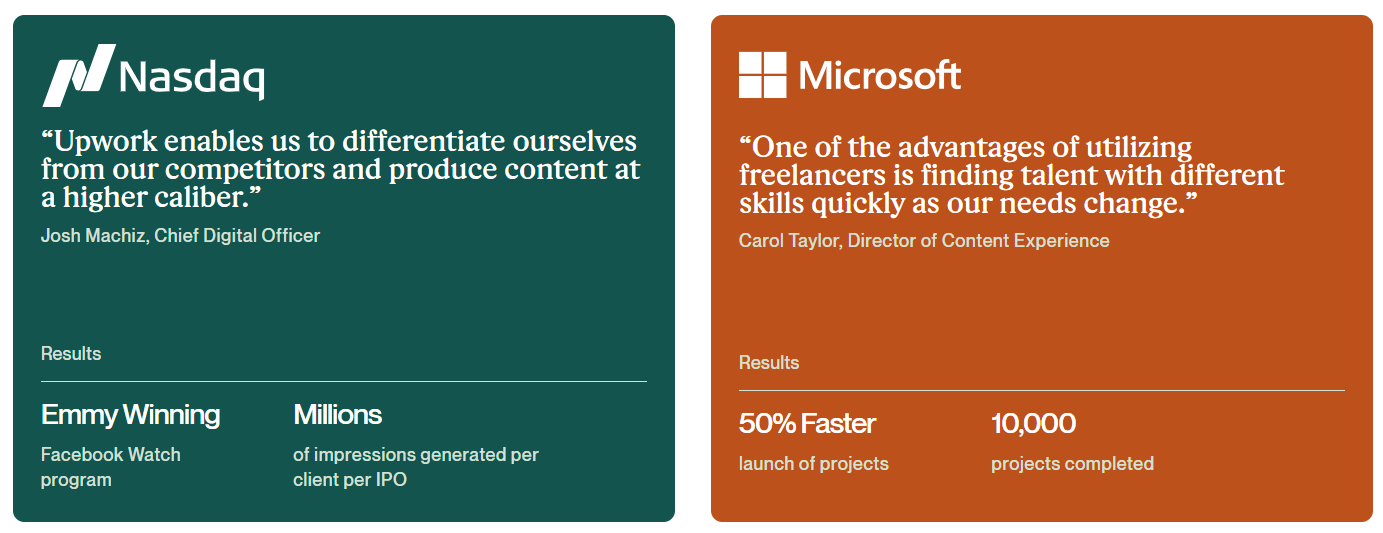 Nasdaq
“Upwork enables us to differentiate ourselves
from our competitors and produce content at
a higher caliber.”
Josh Machiz, Chief Digital Officer
Results
Emmy Winning
Facebook Watch
program
Millions
of impressions generated per
client per IPO
Microsoft
“One of the advantages of utilizing
freelancers is finding talent with different
skills quickly as our needs change.”
Carol Taylor, Director of Content Experience
Results
50% Faster
launch of projects
10,000
projects completed